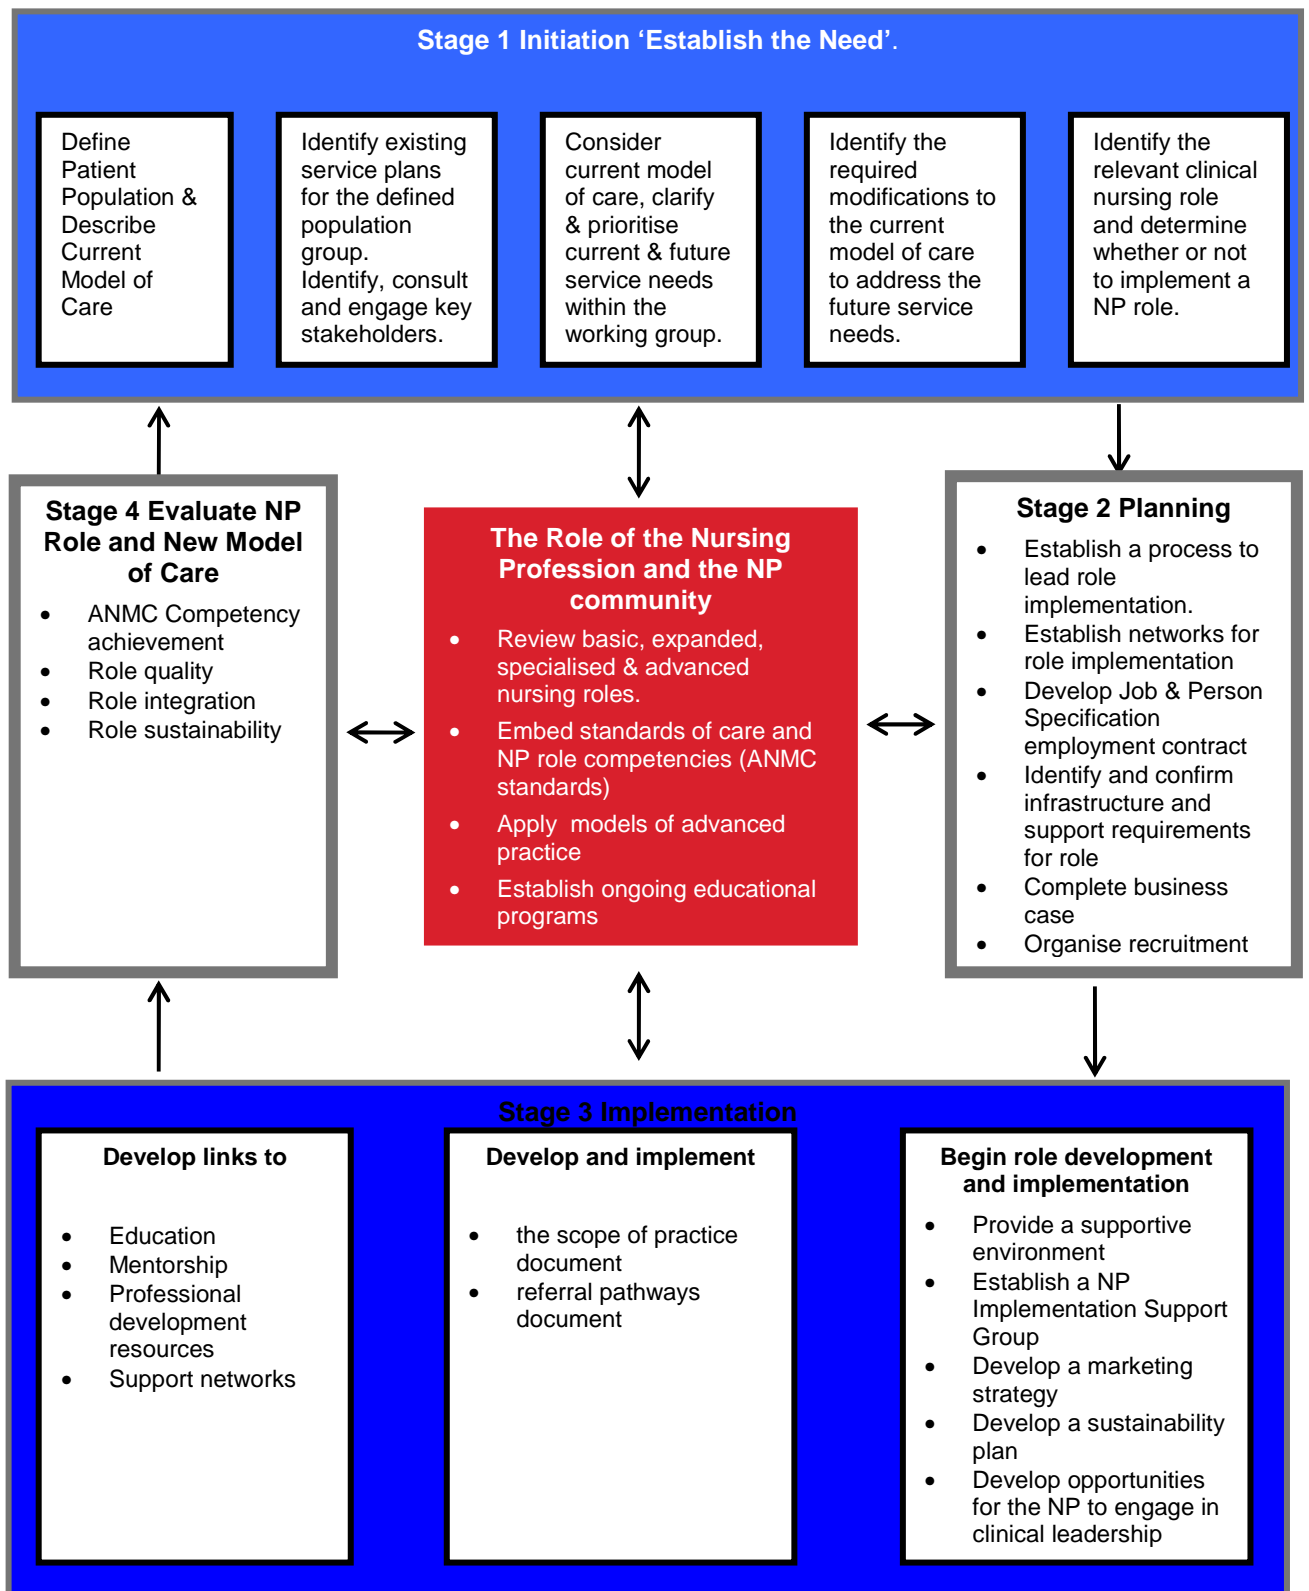 Stage 1 Initiation ‘Establish the Need’.
Define
Patient
Population &
Describe
Current
Model of
Care
Identify existing
service plans
for the defined
population
group.
Identify, consult
and engage key
stakeholders.
Consider
current model
of care, clarify
& prioritise
current & future
service needs
within the
working group.
Identify the
required
modifications to
the current
model of care
to address the
future service
needs.
Identify the
relevant clinical
nursing role
and determine
whether or not
to implement a
NP role.
Stage 4 Evaluate NP
Role and New Model
of Care
• ANMC Competency
achievement
• Role quality
• Role integration
• Role sustainability
The Role of the Nursing
Profession and the NP
community
• Review basic, expanded,
specialised & advanced
nursing roles.
• Embed standards of care and
NP role competencies (ANMC
standards)
• Apply models of advanced
practice
• Establish ongoing educational
programs
Stage 2 Planning
• Establish a process to
lead role
implementation.
• Establish networks for
role implementation
• Develop Job & Person
Specification
employment contract
• Identify and confirm
infrastructure and
support requirements
for role
• Complete business
case
• Organise recruitment
Stage 3 Implementation
Develop links to
• Education
• Mentorship
• Professional
development
resources
• Support networks
Develop and implement
• the scope of practice
document
• referral pathways
document
Begin role development
and implementation
• Provide a supportive
environment
• Establish a NP
Implementation Support
Group
• Develop a marketing
strategy
• Develop a sustainability
plan
• Develop opportunities
for the NP to engage in
clinical leadership